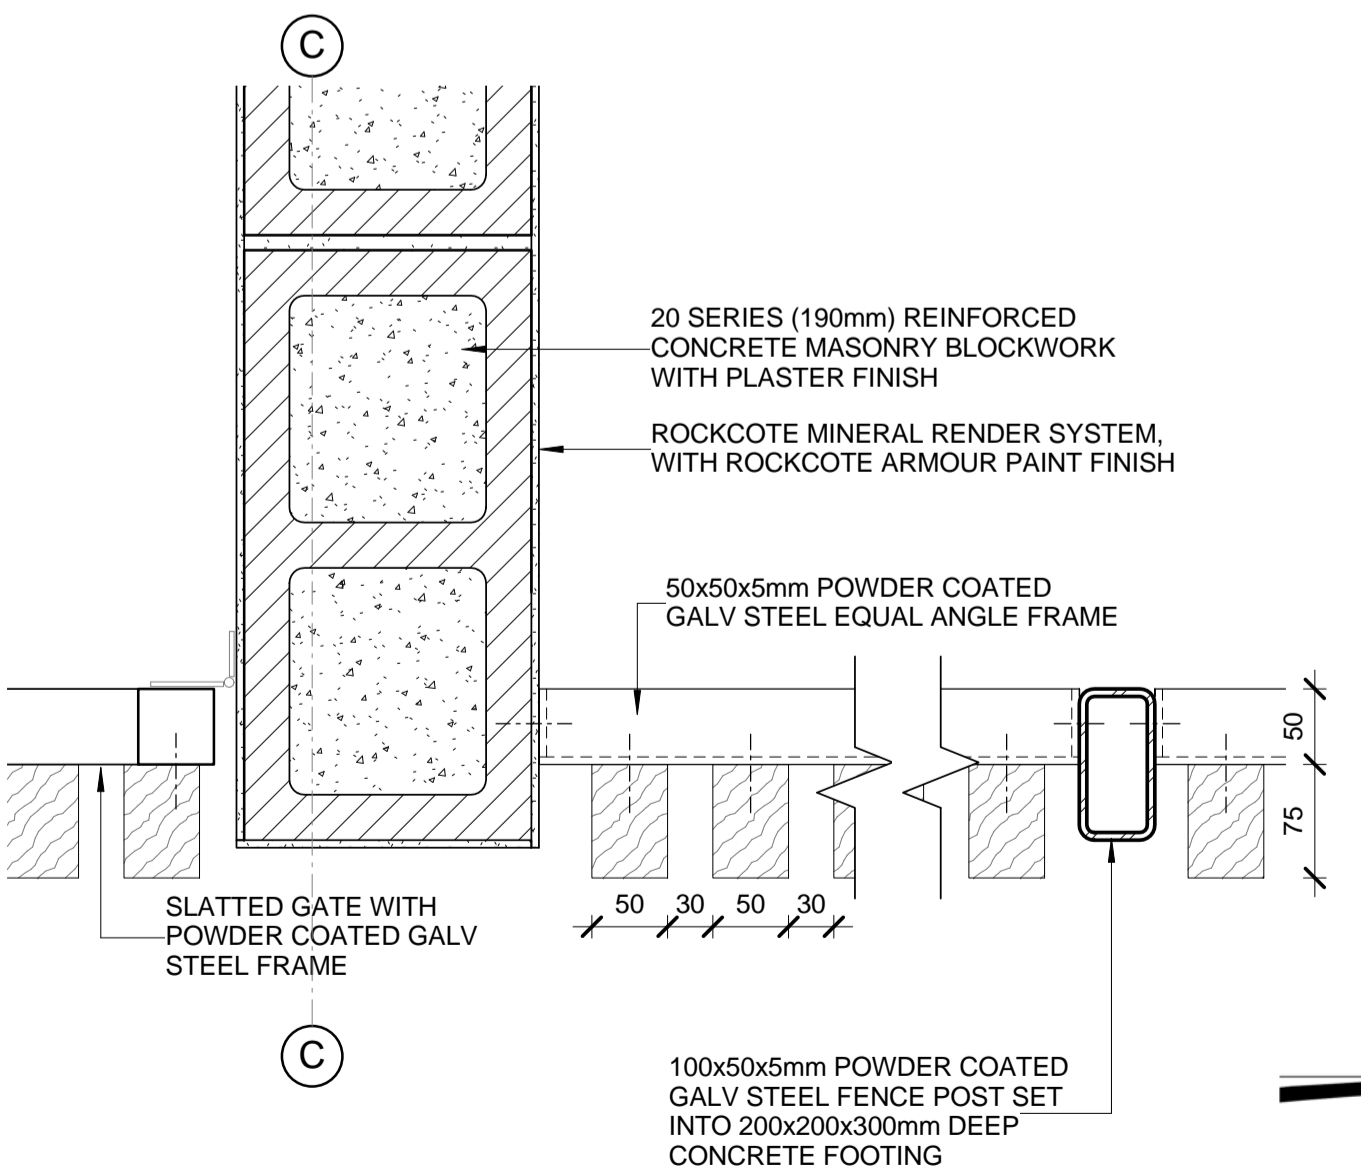 C
20 SERIES (190mm) REINFORCED
CONCRETE MASONRY BLOCKWORK
WITH PLASTER FINISH
ROCKCOTE MINERAL RENDER SYSTEM,
WITH ROCKCOTE ARMOUR PAINT FINISH
50x50x5mm POWDER COATED
GALV STEEL EQUAL ANGLE FRAME
50
75
50 30 50 30
SLATTED GATE WITH
POWDER COATED GALV
STEEL FRAME
C
100x50x5mm POWDER COATED
GALV STEEL FENCE POST SET
INTO 200x200x300mm DEEP
CONCRETE FOOTING